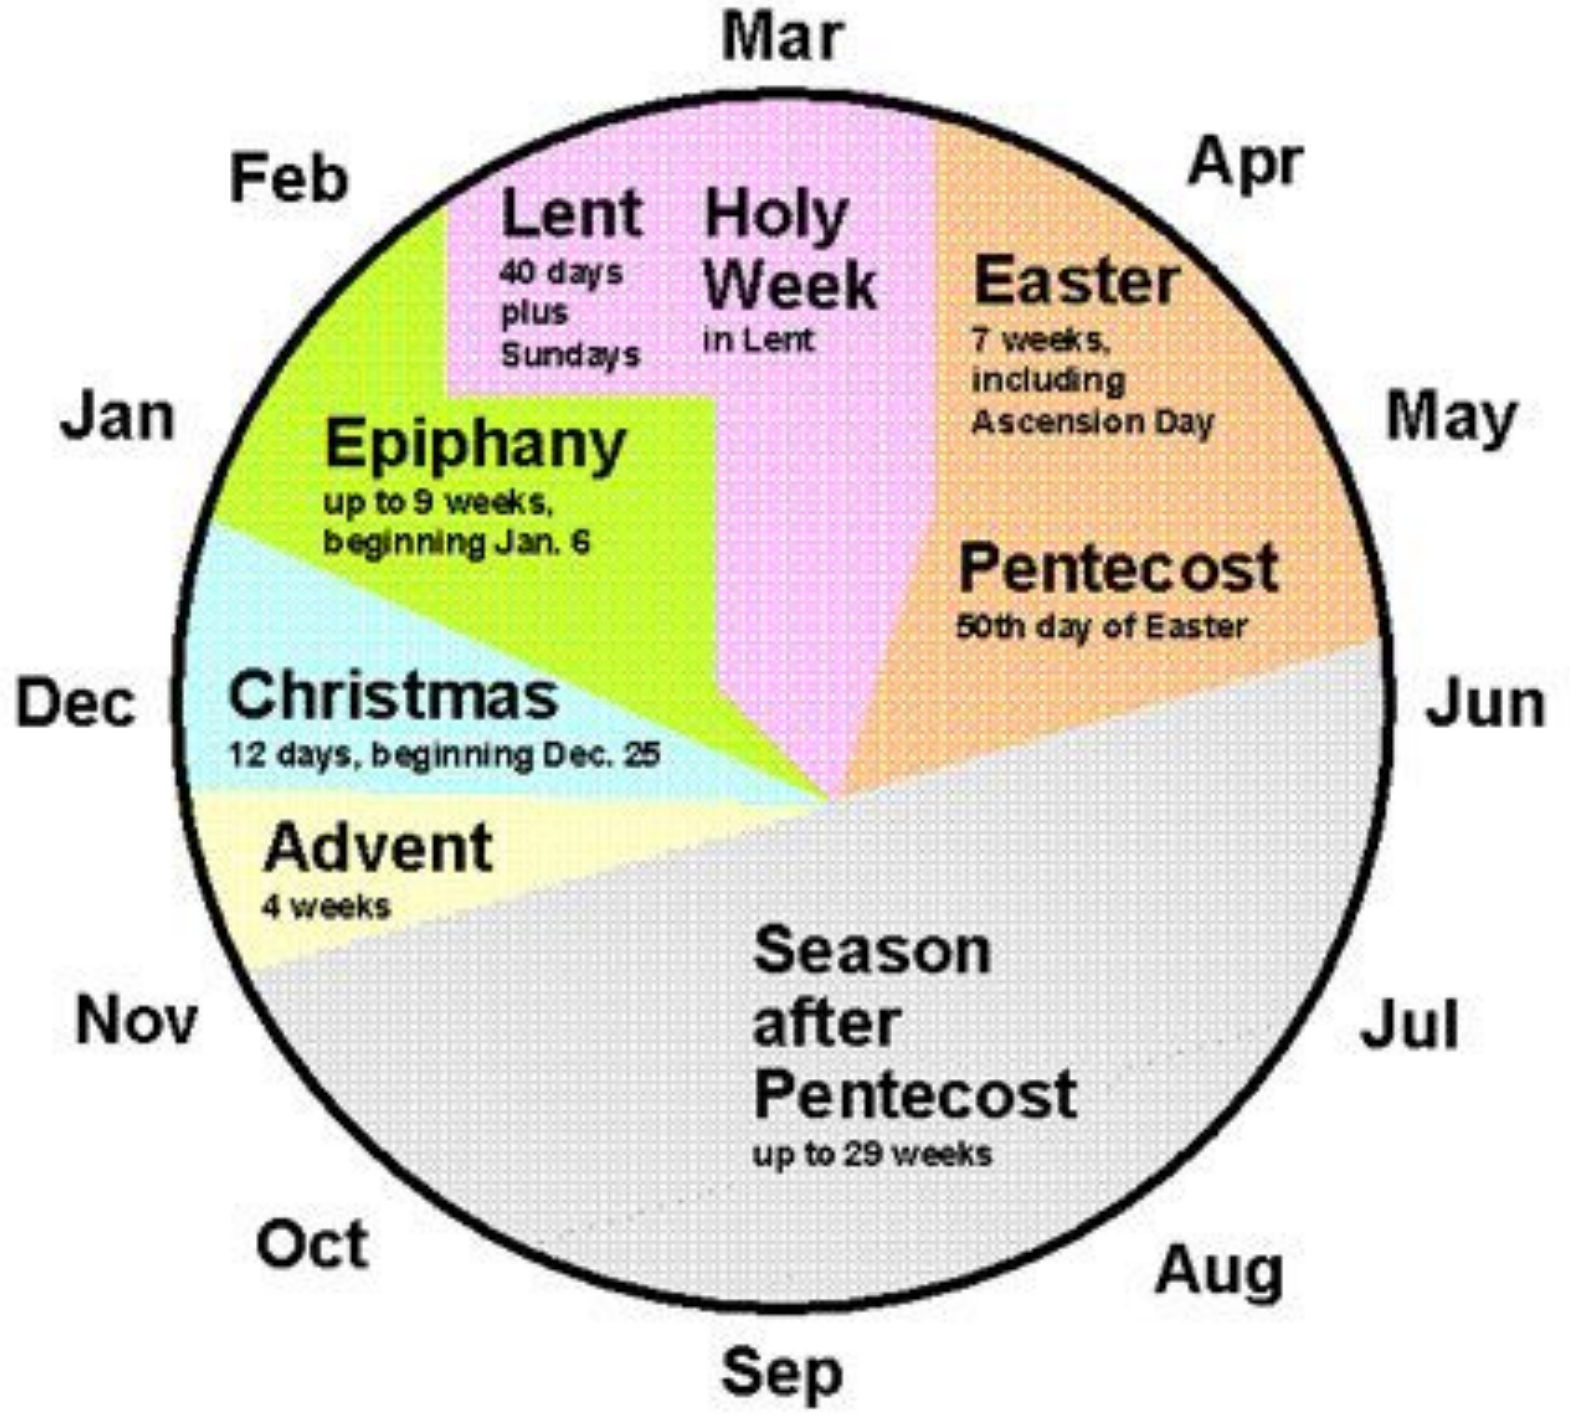 Mar
Feb
Apr
Lent
40 days
plus
Sundays
Holy
Week
in Lent
Easter
7 weeks,
including
Ascension Day
Jan
May
Epiphany
up to 9 weeks,
beginning Jan. 6
Pentecost
50th day of Easter
Dec
Christmas
12 days, beginning Dec. 25
Jun
Advent
4 weeks
Season
after
Pentecost
up to 29 weeks
Nov
Jul
Oct
Aug
Sep